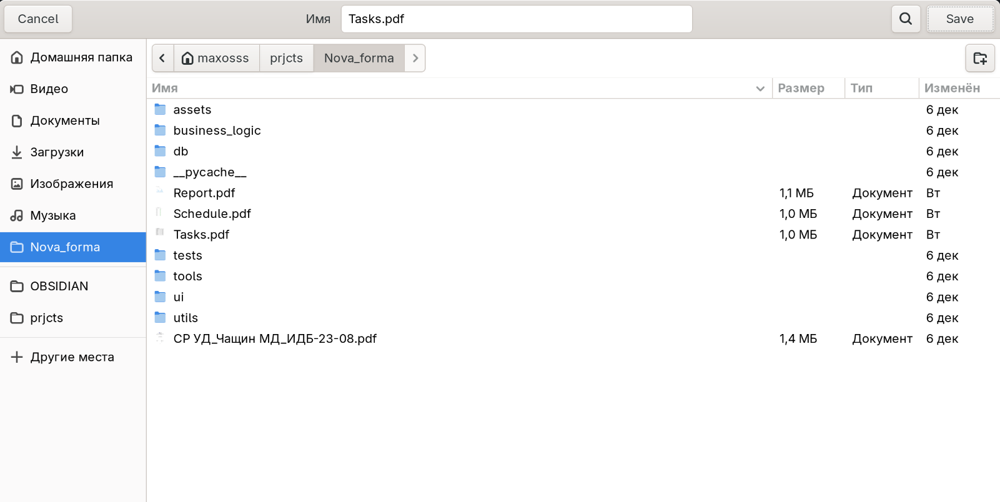 Cancel Имя Tasks.pdf Save
Домашняя папка
Видео
Документы
Загрузки
Изображения
Музыка
Nova_forma
OBSIDIAN
prjcts
Другие места
maxosss prjcts Nova_forma
Имя Размер Тип Изменён
assets 6 дек
business_logic 6 дек
db 6 дек
__pycache__ 6 дек
Report.pdf 1,1 МБ Документ Вт
Schedule.pdf 1,0 МБ Документ Вт
Tasks.pdf 1,0 МБ Документ Вт
tests 6 дек
tools 6 дек
ui 6 дек
utils 6 дек
СР УД_Чащин МД_ИДБ-23-08.pdf 1,4 МБ Документ 6 дек